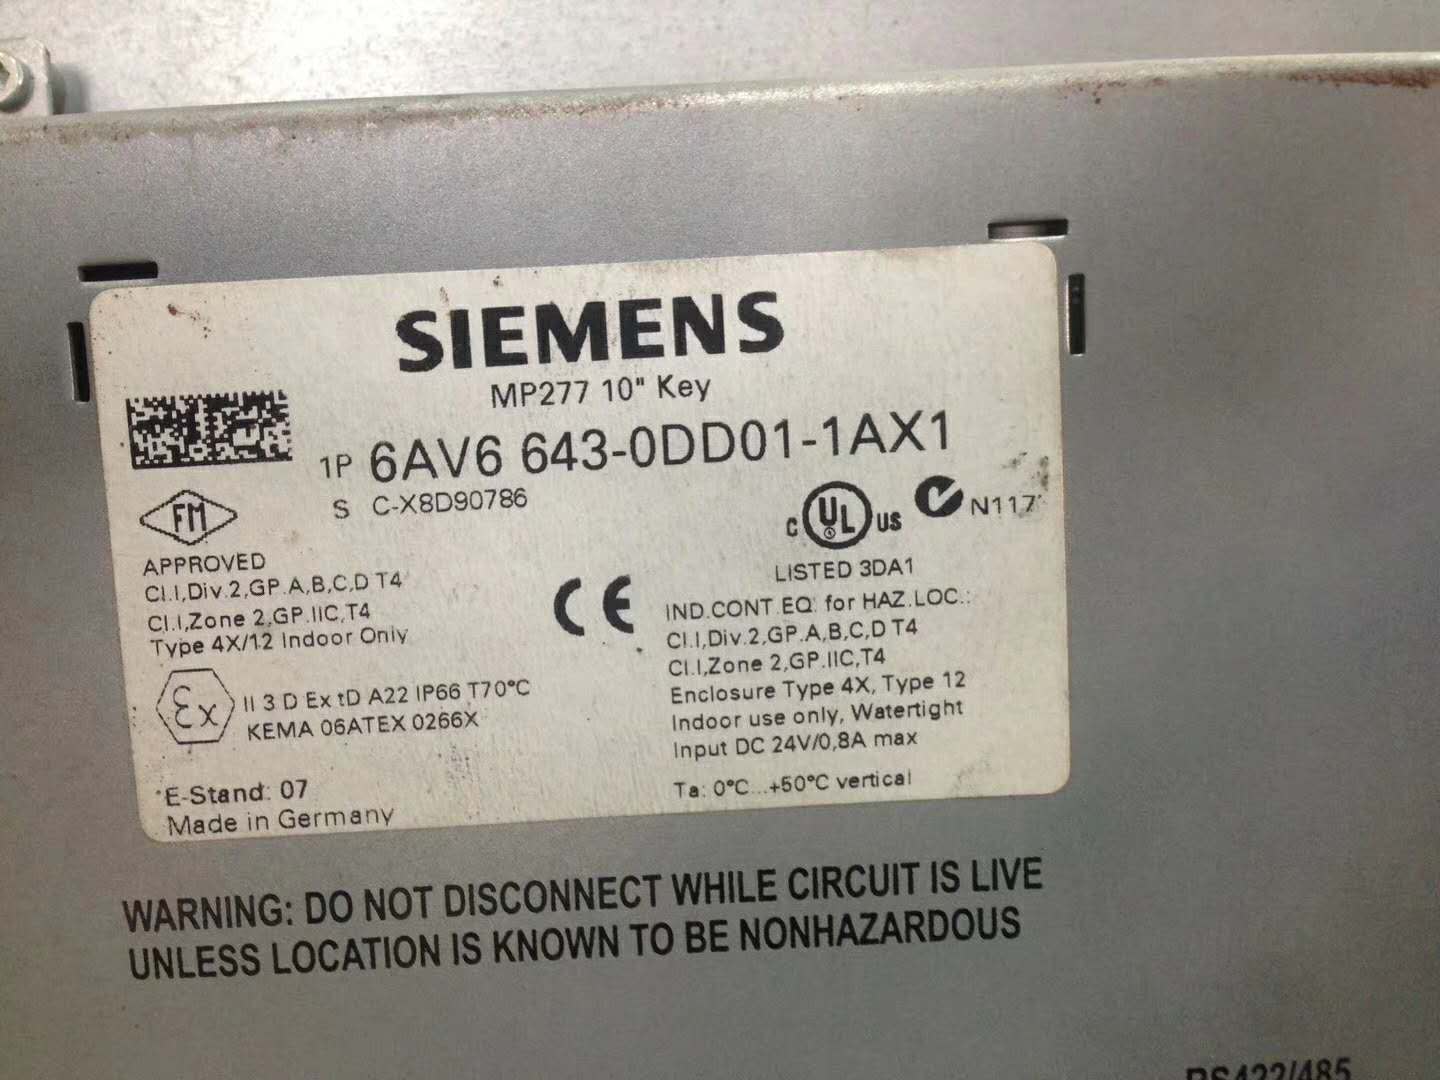 SIEMENS
MP277 10" Key
1P 6AV6 643-0DD01-1AX1
S C-X8D90786
FM
APPROVED
Cl.I,Div.2,GP.A,B,C,D T4
Cl.I,Zone 2,GP.IIC,T4
Type 4X/12 Indoor Only
CE
C UL US
N117
LISTED 3DA1
IND.CONT.EQ. for HAZ.LOC.:
Cl.I,Div.2,GP.A,B,C,D T4
Cl.I,Zone 2,GP.IIC,T4
Enclosure Type 4X, Type 12
Indoor use only, Watertight
Input DC 24V/0,8A max
Ta: 0°C...+50°C vertical
Ex II 3 D Ex tD A22 IP66 T70°C
KEMA 06ATEX 0266X
E-Stand: 07
Made in Germany
WARNING: DO NOT DISCONNECT WHILE CIRCUIT IS LIVE
UNLESS LOCATION IS KNOWN TO BE NONHAZARDOUS
RS422/485